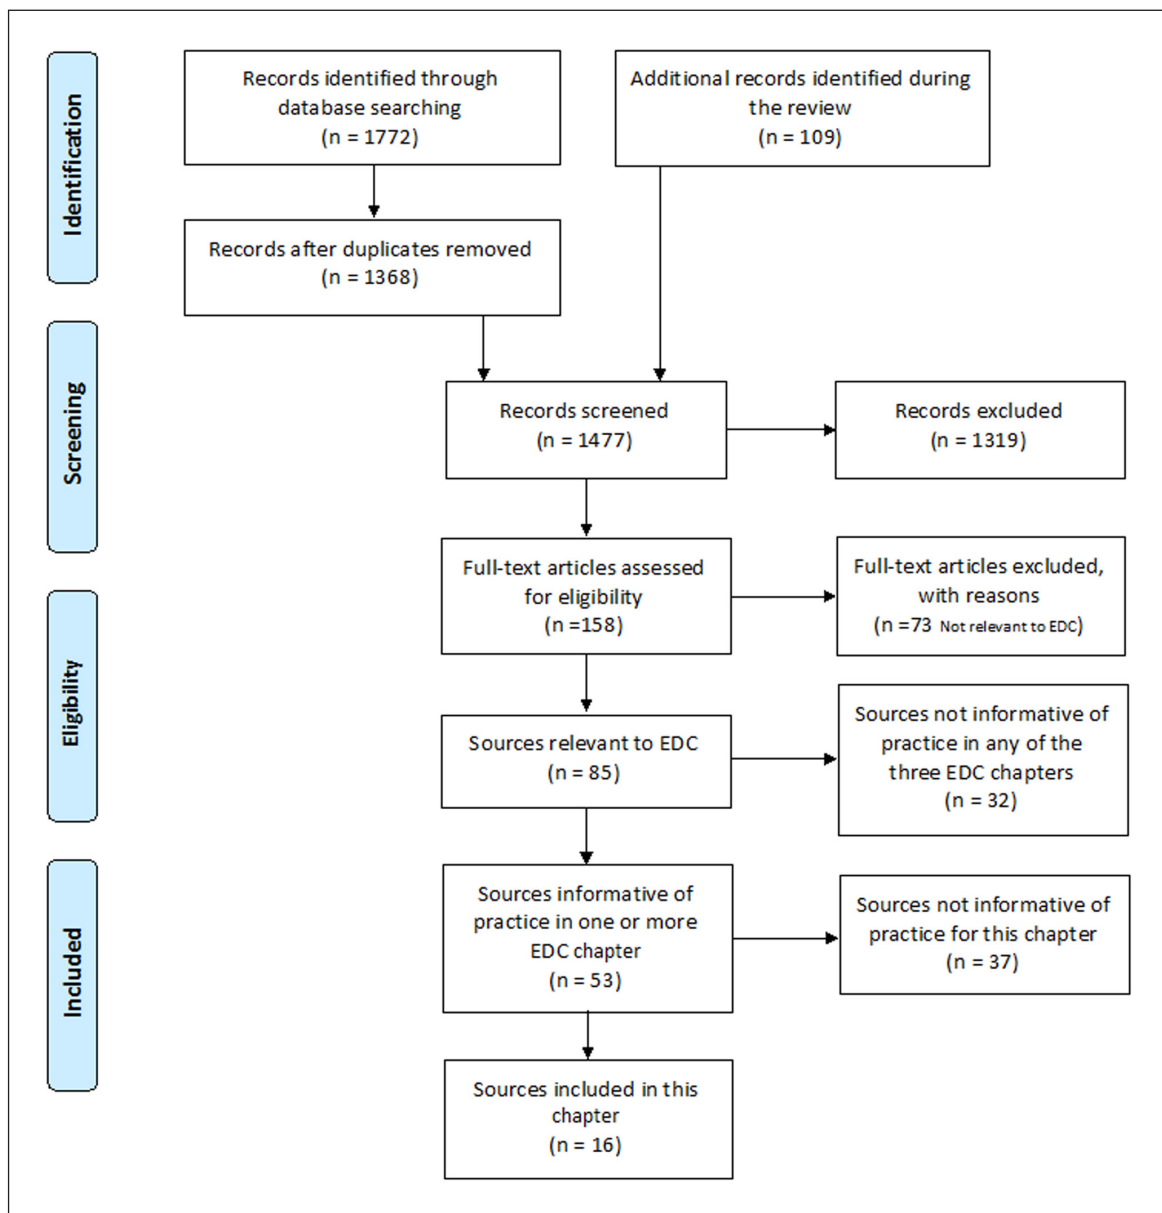 Identification
Records identified through
database searching
(n = 1772)
Additional records identified during
the review
(n = 109)
Records after duplicates removed
(n = 1368)
Screening
Records screened
(n = 1477)
Records excluded
(n = 1319)
Eligibility
Full-text articles assessed
for eligibility
(n =158)
Full-text articles excluded,
with reasons
(n =73 Not relevant to EDC)
Sources relevant to EDC
(n = 85)
Sources not informative of
practice in any of the
three EDC chapters
(n = 32)
Included
Sources informative of
practice in one or more
EDC chapter
(n = 53)
Sources not informative of
practice for this chapter
(n = 37)
Sources included in this
chapter
(n = 16)